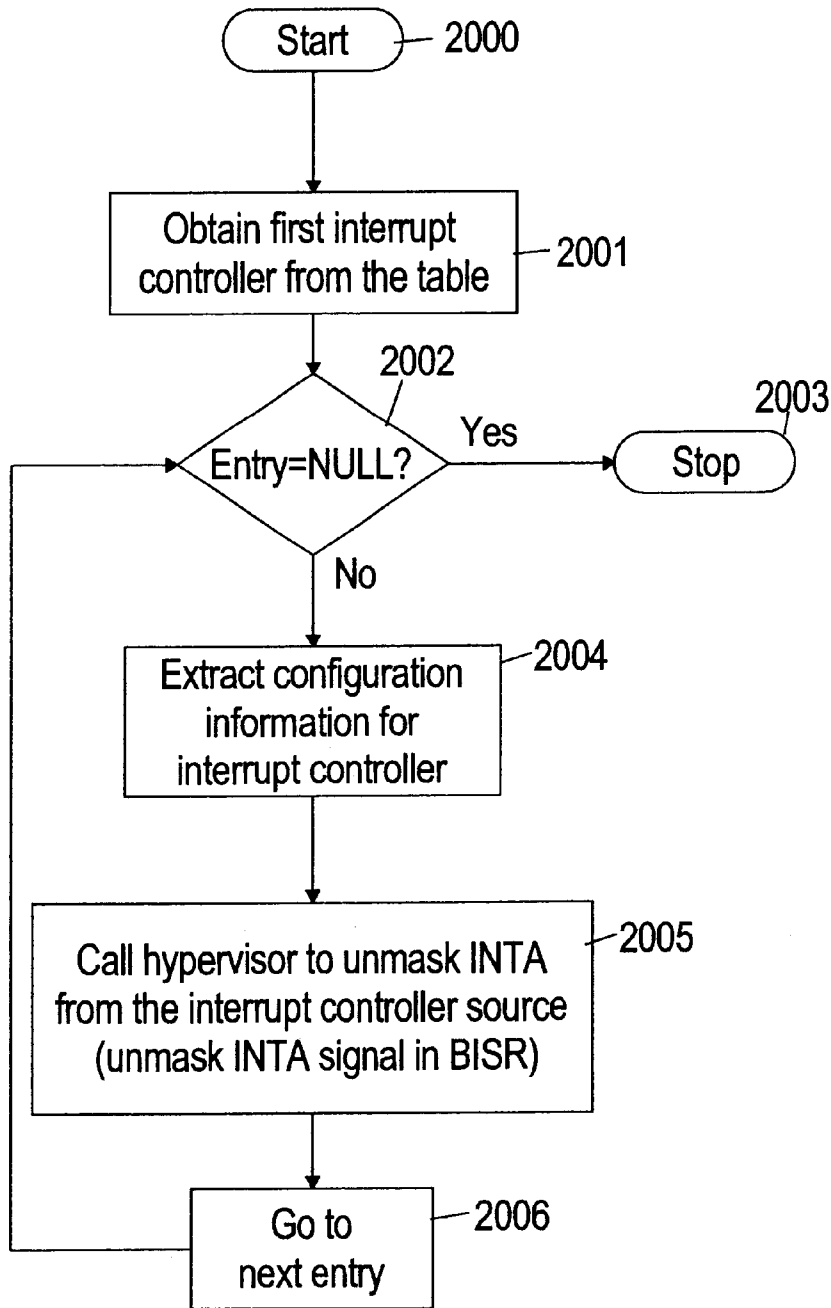 Start
2000
Obtain first interrupt
controller from the table
2001
2002
Entry=NULL?
Yes
2003
Stop
No
Extract configuration
information for
interrupt controller
2004
Call hypervisor to unmask INTA
from the interrupt controller source
(unmask INTA signal in BISR)
2005
Go to
next entry
2006